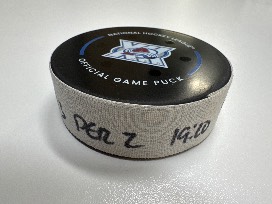 NATIONAL HOCKEY LEAGUE
OFFICIAL GAME PUCK
PER 2 19:20